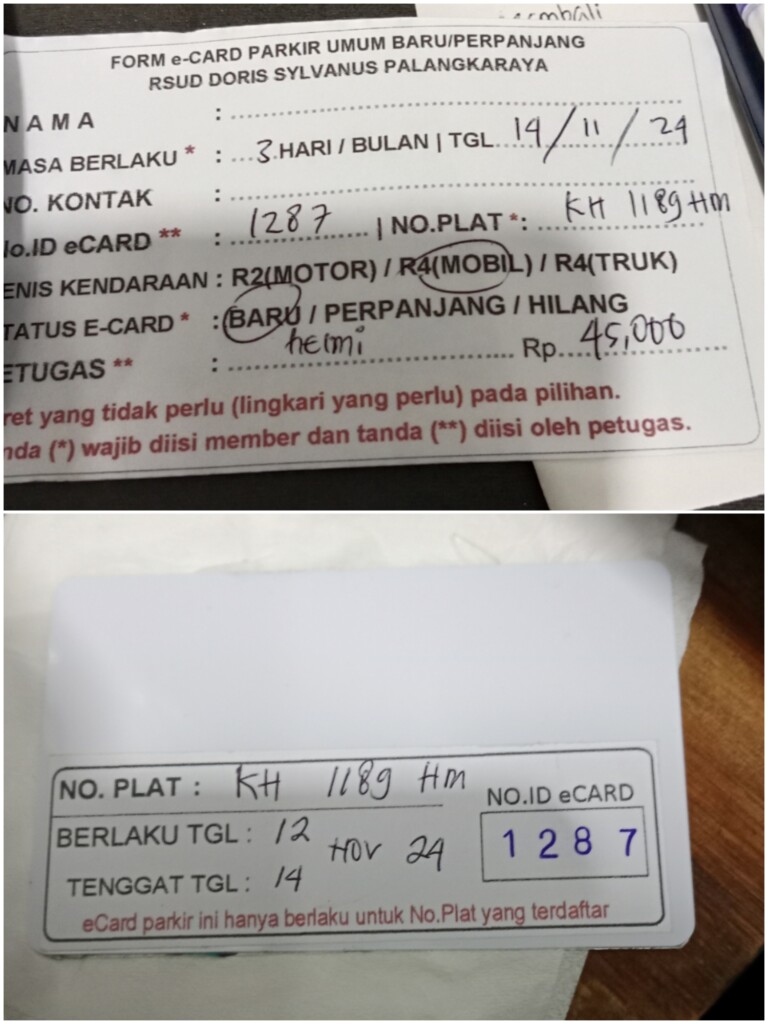 FORM e-CARD PARKIR UMUM BARU/PERPANJANG
RSUD DORIS SYLVANUS PALANGKARAYA
NAMA :
MASA BERLAKU * : 3 HARI / BULAN | TGL 14/11/24
NO. KONTAK :
No.ID eCARD ** : 1287 | NO.PLAT *: KH 1189 HM
ENIS KENDARAAN : R2(MOTOR) / R4(MOBIL) / R4(TRUK)
TATUS E-CARD * : BARU / PERPANJANG / HILANG
ETUGAS ** : helmi Rp. 45,000
ret yang tidak perlu (lingkari yang perlu) pada pilihan.
nda (*) wajib diisi member dan tanda (**) diisi oleh petugas.
NO. PLAT : KH 1189 HM
NO.ID eCARD
BERLAKU TGL : 12 NOV 24
1287
TENGGAT TGL : 14
eCard parkir ini hanya berlaku untuk No.Plat yang terdaftar